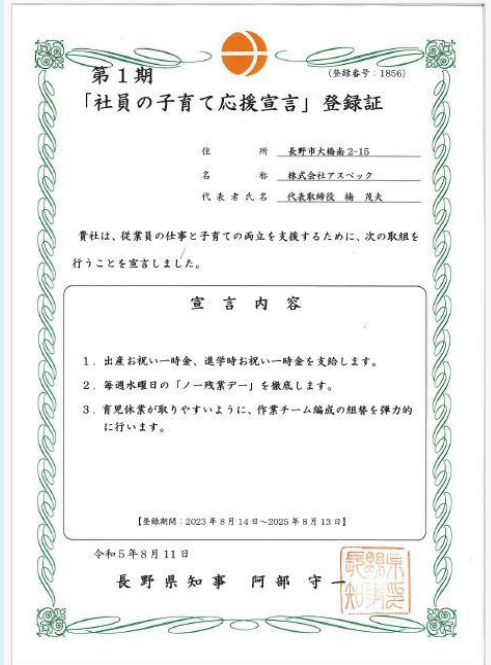 第1期
(登録番号:1856)
「社員の子育て応援宣言」登録証
住 所 長野市大橋南2-15
名 称 株式会社アスペック
代表者氏名 代表取締役 楠 茂夫
貴社は、従業員の仕事と子育ての両立を支援するために、次の取組を
行うことを宣言しました。
宣言内容
1.出産お祝い一時金、進学時お祝い一時金を支給します。
2.毎週水曜日の「ノー残業デー」を徹底します。
3.育児休業が取りやすいように、作業チーム編成の組替を弾力的
に行います。
【登録期間:2023年8月14日~2025年8月13日】
令和5年8月11日
長野県知事 阿部 守一
長野県知事印